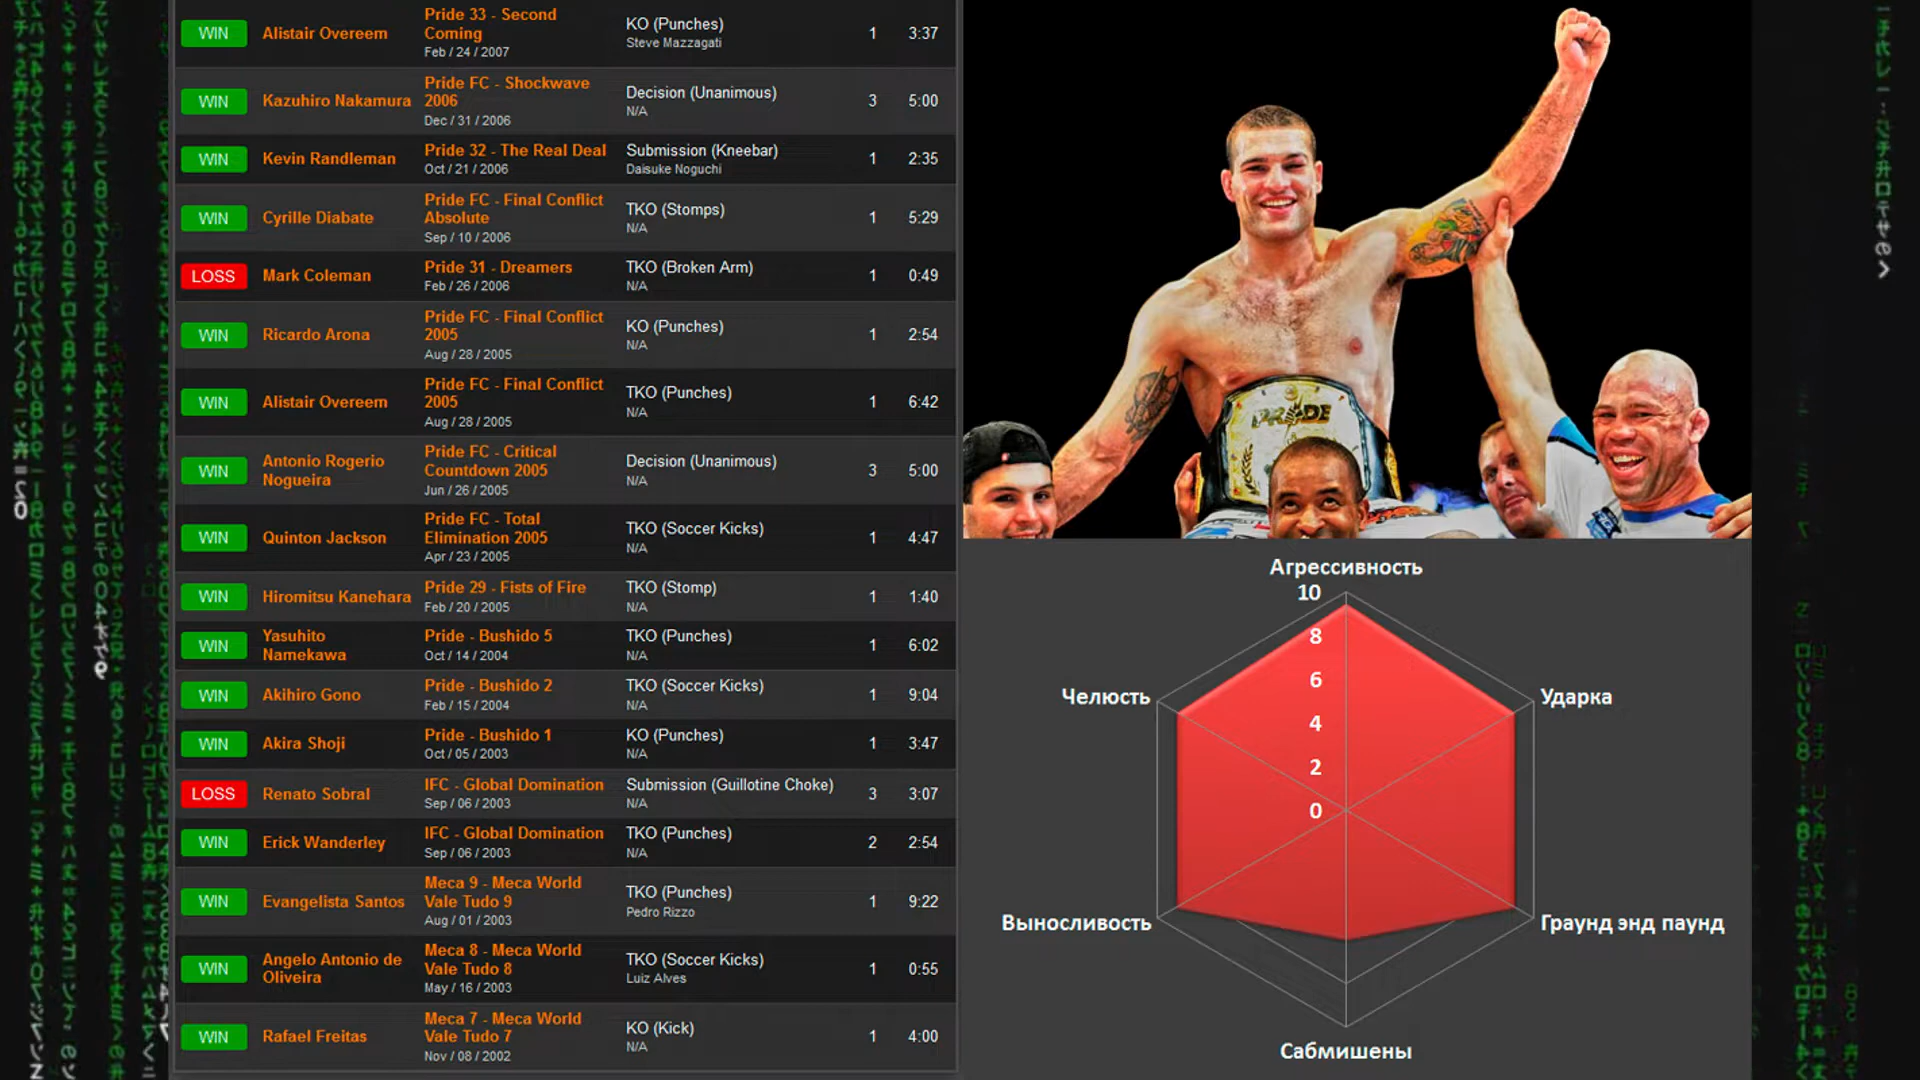 WIN Alistair Overeem Pride 33 - Second Coming Feb / 24 / 2007 KO (Punches) Steve Mazzagati 1 3:37
WIN Kazuhiro Nakamura Pride FC - Shockwave 2006 Dec / 31 / 2006 Decision (Unanimous) N/A 3 5:00
WIN Kevin Randleman Pride 32 - The Real Deal Oct / 21 / 2006 Submission (Kneebar) Daisuke Noguchi 1 2:35
WIN Cyrille Diabate Pride FC - Final Conflict Absolute Sep / 10 / 2006 TKO (Stomps) N/A 1 5:29
LOSS Mark Coleman Pride 31 - Dreamers Feb / 26 / 2006 TKO (Broken Arm) N/A 1 0:49
WIN Ricardo Arona Pride FC - Final Conflict 2005 Aug / 28 / 2005 KO (Punches) N/A 1 2:54
WIN Alistair Overeem Pride FC - Final Conflict 2005 Aug / 28 / 2005 TKO (Punches) N/A 1 6:42
WIN Antonio Rogerio Nogueira Pride FC - Critical Countdown 2005 Jun / 26 / 2005 Decision (Unanimous) N/A 3 5:00
WIN Quinton Jackson Pride FC - Total Elimination 2005 Apr / 23 / 2005 TKO (Soccer Kicks) N/A 1 4:47
WIN Hiromitsu Kanehara Pride 29 - Fists of Fire Feb / 20 / 2005 TKO (Stomp) N/A 1 1:40
WIN Yasuhito Namekawa Pride - Bushido 5 Oct / 14 / 2004 TKO (Punches) N/A 1 6:02
WIN Akihiro Gono Pride - Bushido 2 Feb / 15 / 2004 TKO (Soccer Kicks) N/A 1 9:04
WIN Akira Shoji Pride - Bushido 1 Oct / 05 / 2003 KO (Punches) N/A 1 3:47
LOSS Renato Sobral IFC - Global Domination Sep / 06 / 2003 Submission (Guillotine Choke) N/A 3 3:07
WIN Erick Wanderley IFC - Global Domination Sep / 06 / 2003 TKO (Punches) N/A 2 2:54
WIN Evangelista Santos Meca 9 - Meca World Vale Tudo 9 Aug / 01 / 2003 TKO (Punches) Pedro Rizzo 1 9:22
WIN Angelo Antonio de Oliveira Meca 8 - Meca World Vale Tudo 8 May / 16 / 2003 TKO (Soccer Kicks) Luiz Alves 1 0:55
WIN Rafael Freitas Meca 7 - Meca World Vale Tudo 7 Nov / 08 / 2002 KO (Kick) N/A 1 4:00
PRIDE
Агрессивность
10
8
6
4
2
0
Челюсть
Ударка
Выносливость
Граунд энд паунд
Сабмишены